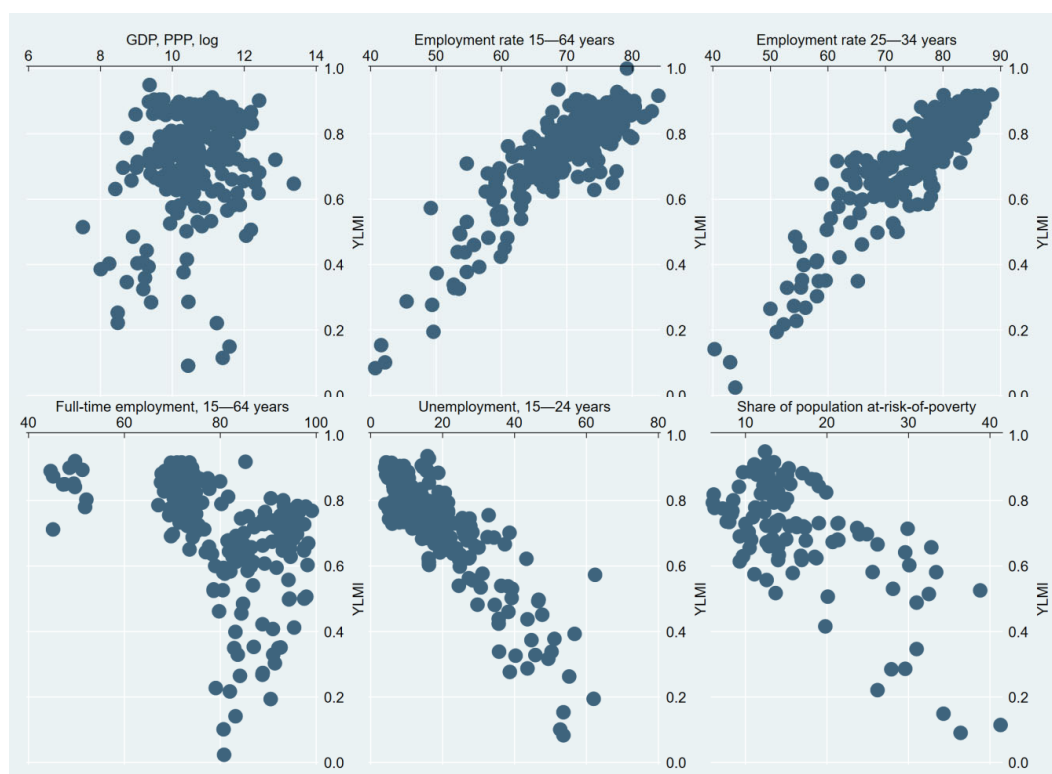 GDP, PPP, log
6 8 10 12 14
1.0
0.8
0.6
0.4
0.2
0.
YLMI
Employment rate 15—64 years
40 50 60 70 80
1.0
0.8
0.6
0.4
0.2
0.
YLMI
Employment rate 25—34 years
40 50 60 70 80 90
1.0
0.8
0.6
0.4
0.2
0.
YLMI
Full-time employment, 15—64 years
40 60 80 100
1.0
0.8
0.6
0.4
0.2
0.0
YLMI
Unemployment, 15—24 years
0 20 40 60 80
1.0
0.8
0.6
0.4
0.2
0.0
YLMI
Share of population at-risk-of-poverty
10 20 30 40
1.0
0.8
0.6
0.4
0.2
0.0
YLMI